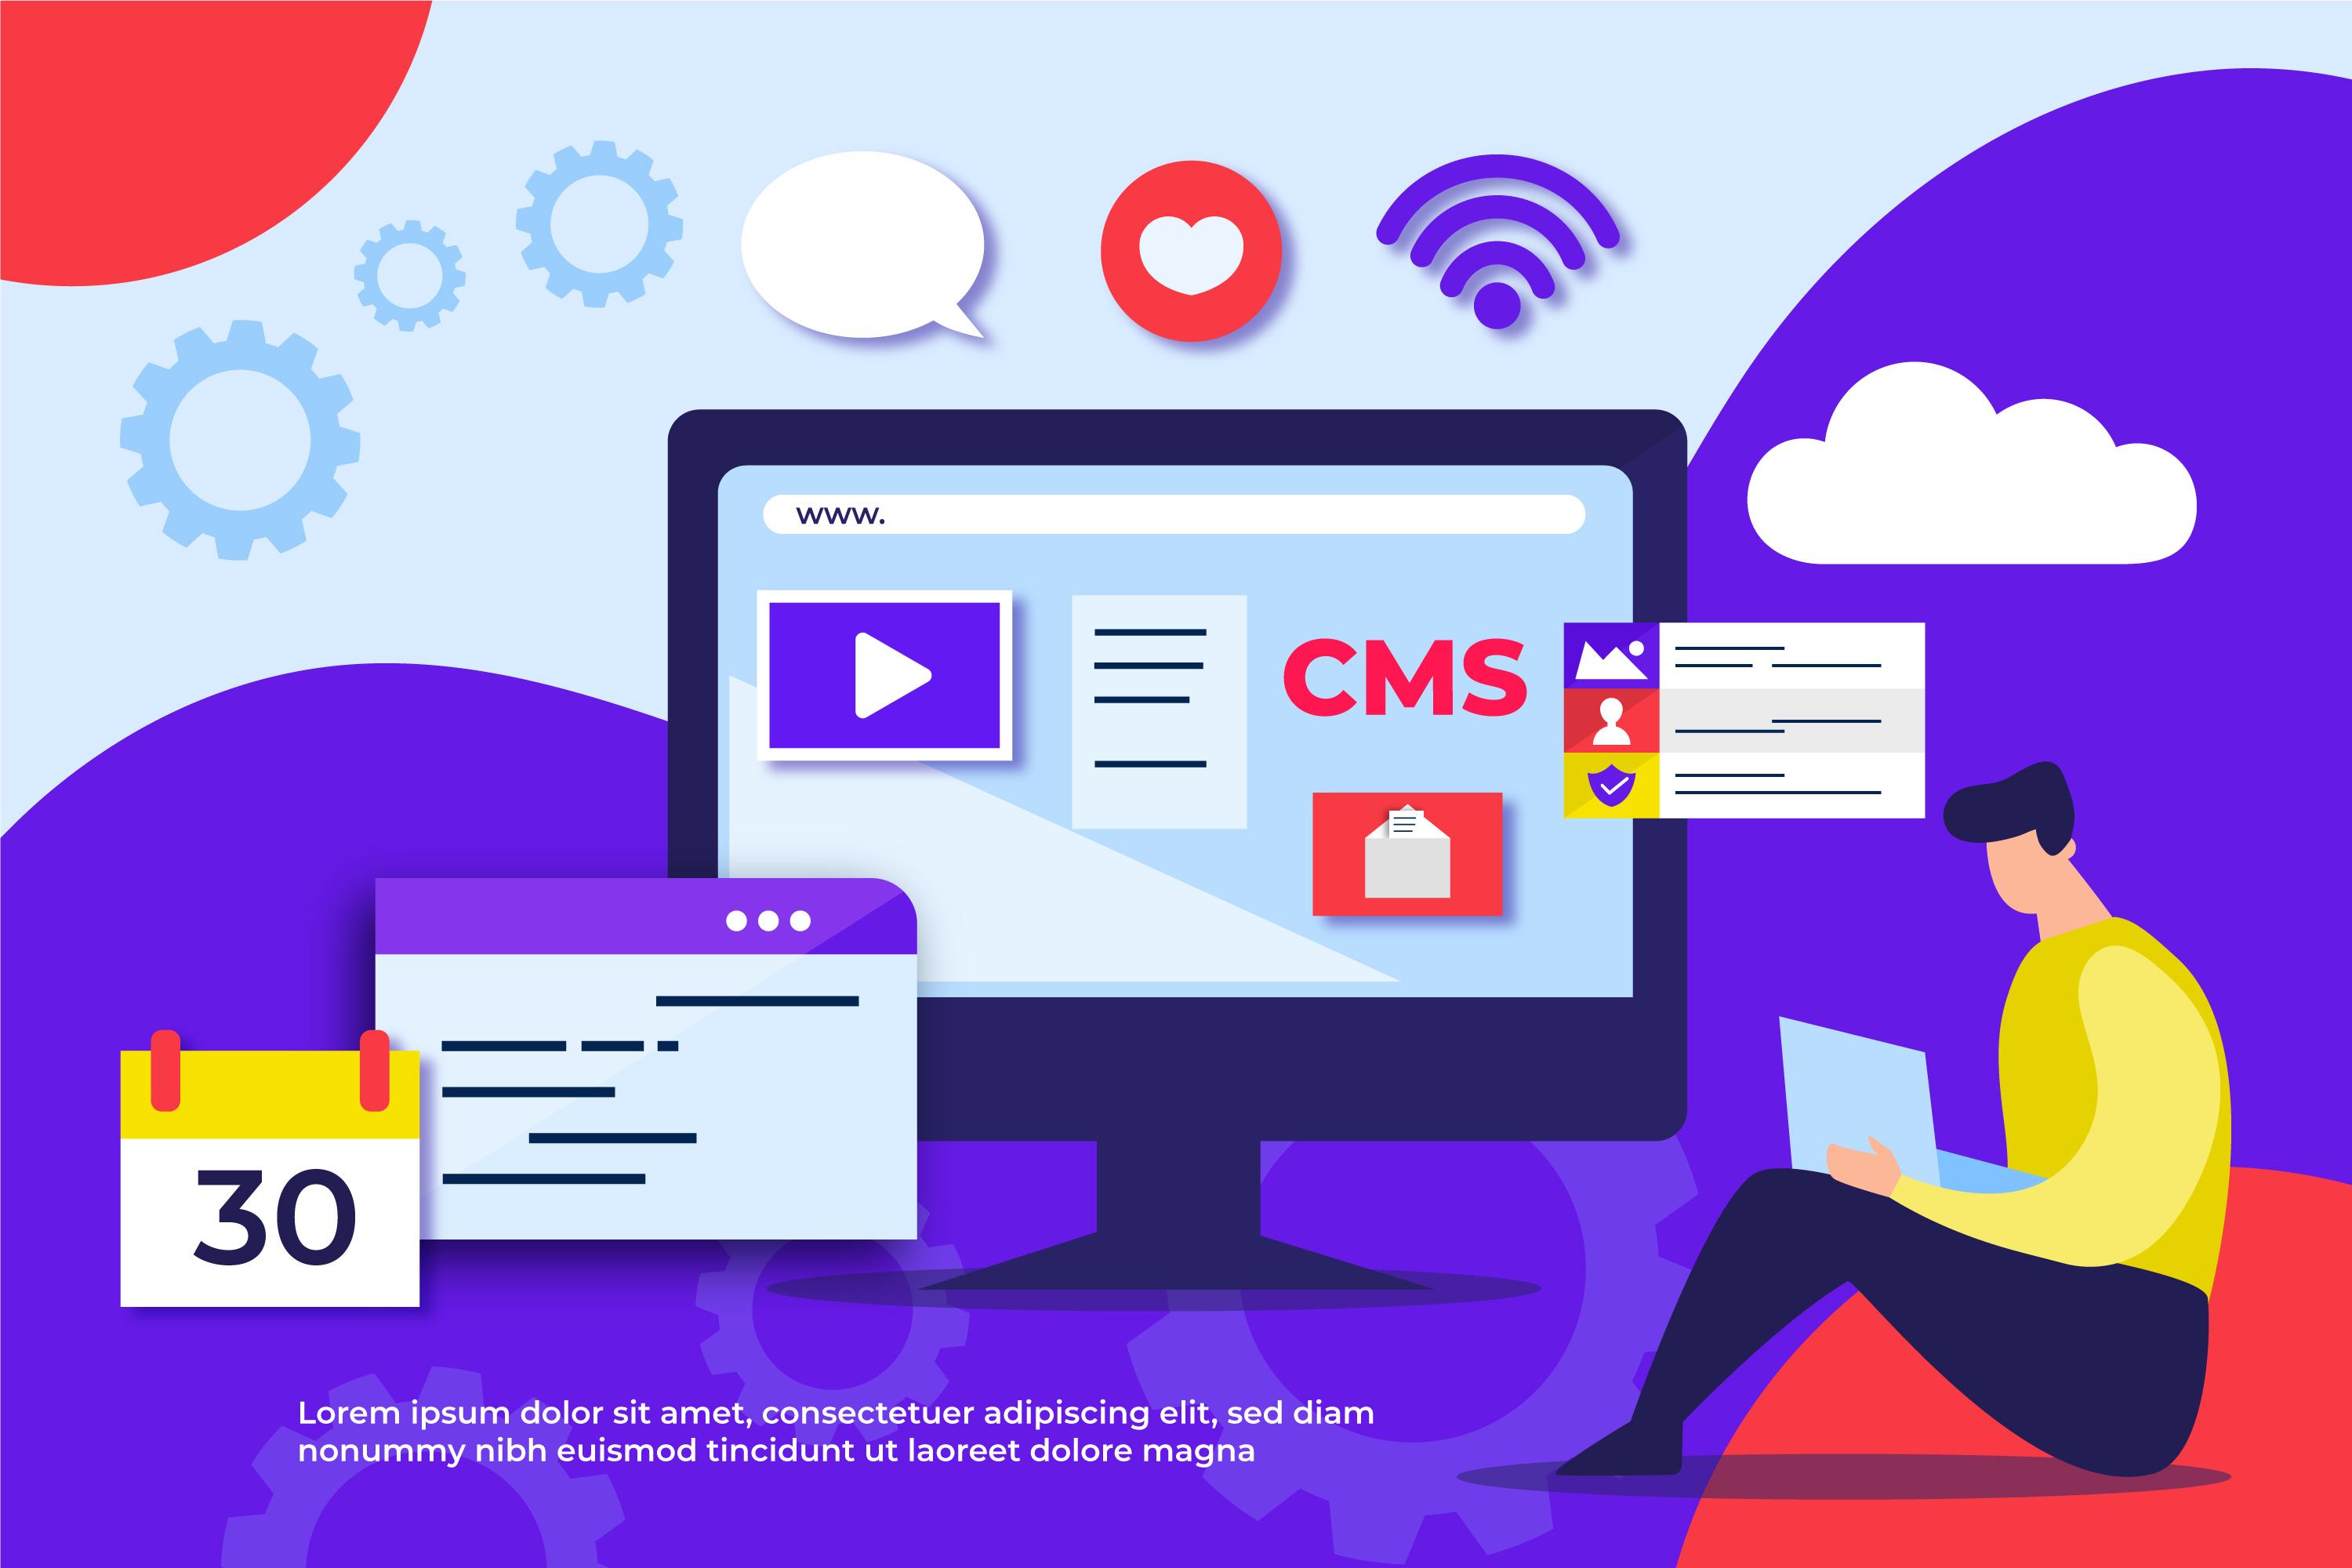 www.
CMS
30
Lorem ipsum dolor sit amet, consectetuer adipiscing elit, sed diam
nonummy nibh euismod tincidunt ut laoreet dolore magna